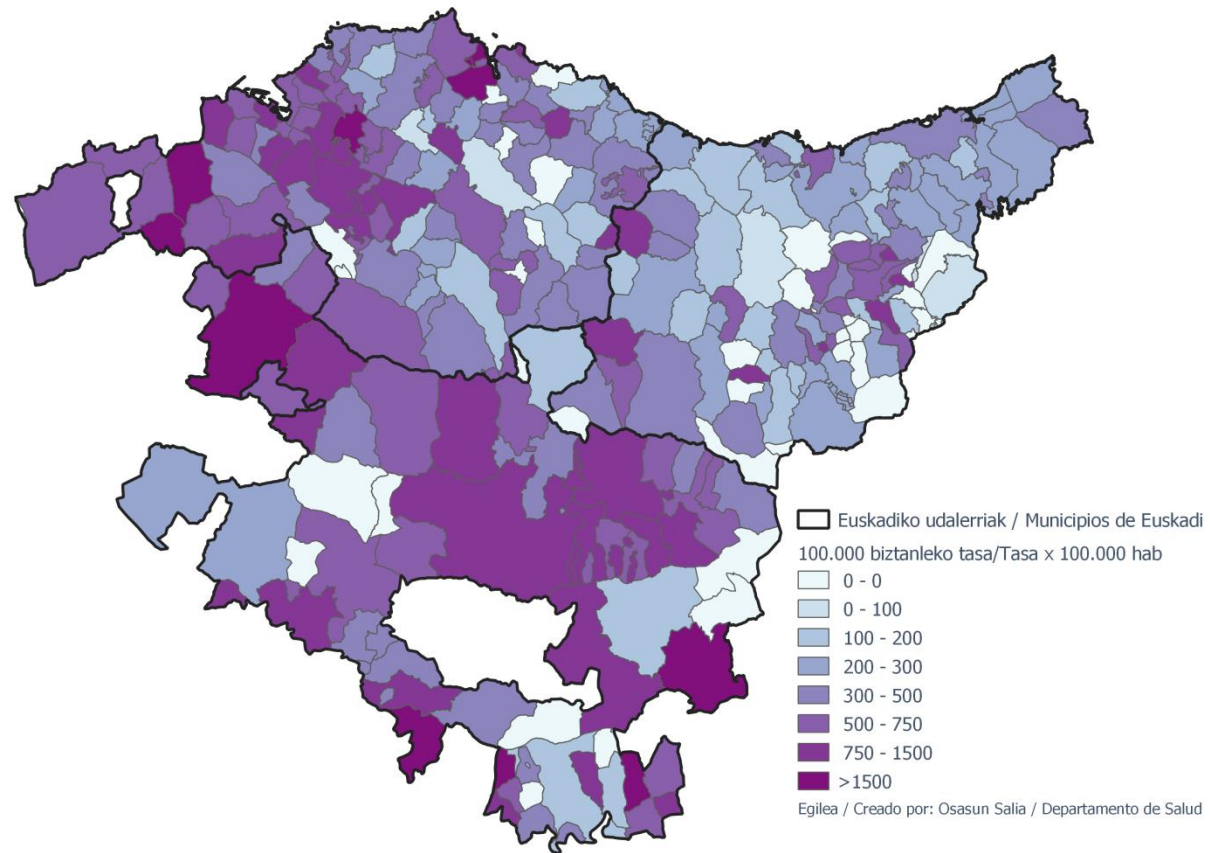 Euskadiko udalerriak / Municipios de Euskadi
100.000 biztanleko tasa/Tasa x 100.000 hab
0 - 0
0 - 100
100 - 200
200 - 300
300 - 500
500 - 750
750 - 1500
>1500
Egilea / Creado por: Osasun Salia / Departamento de Salud